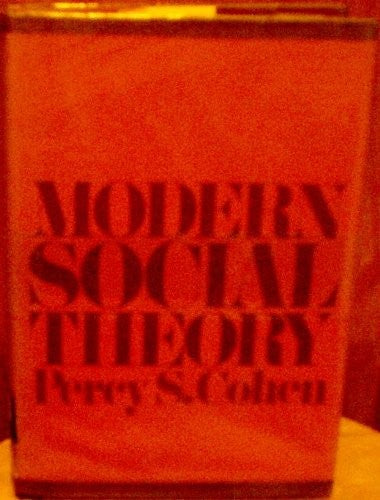 MODERN
SOCIAL
THEORY
Percy S. Cohen